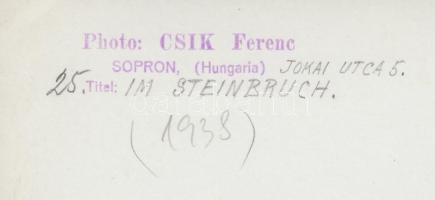 Photo: CSIK Ferenc
SOPRON, (Hungaria) JOKAI UTCA 5.
25. Titel: IM STEINBRUCH.
(1938)